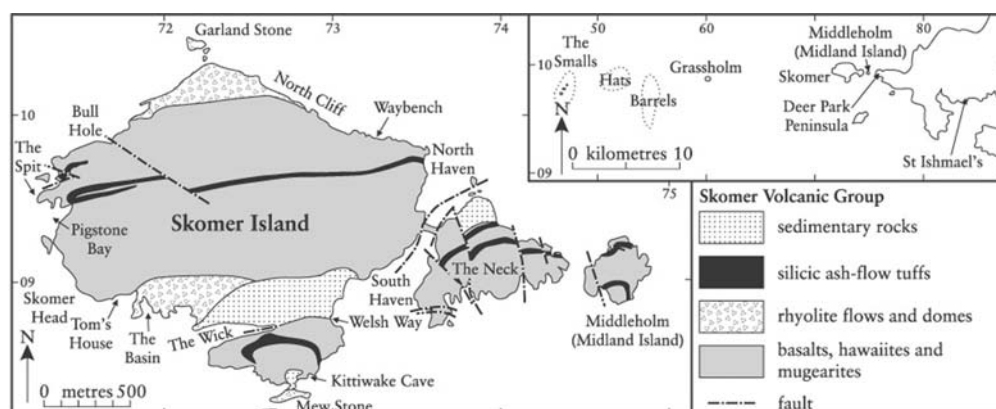 72
73
74
Garland Stone
North Cliff
Waybench
10
Bull
Hole
The
Spit
North
Haven
Skomer Island
Pigstone
Bay
South
Haven
The Neck
09
Skomer
Head
Tom's
House
The
Basin
The Wick
Welsh Way
Middleholm
(Midland Island)
N
0 metres 500
Kittiwake Cave
Mew Stone
50
60
80
The
Smalls
10
Hats
Barrels
Grassholm
N
0 kilometres 10
09
Middleholm
(Midland Island)
Skomer
Deer Park
Peninsula
St Ishmael's
75
Skomer Volcanic Group
sedimentary rocks
silicic ash-flow tuffs
rhyolite flows and domes
basalts, hawaiites and
mugearites
fault